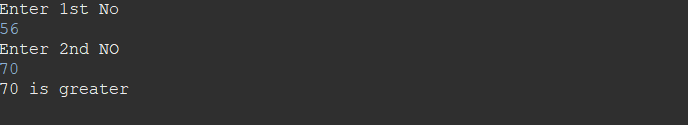 Enter 1st No
56
Enter 2nd NO
70
70 is greater